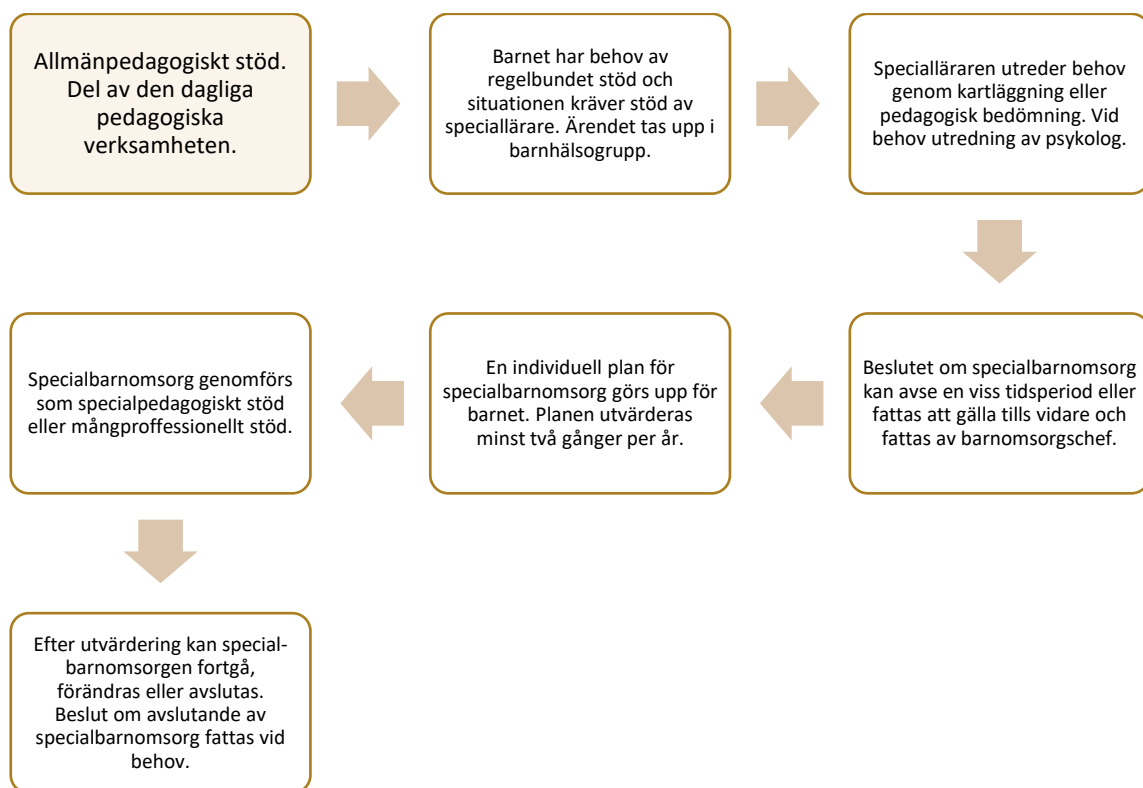 Allmänpedagogiskt stöd.
Del av den dagliga
pedagogiska
verksamheten.
Barnet har behov av
regelbundet stöd och
situationen kräver stöd av
speciallärare. Ärendet tas upp i
barnhälsogrupp.
Specialläraren utreder behov
genom kartläggning eller
pedagogisk bedömning. Vid
behov utredning av psykolog.
Beslutet om specialbarnomsorg
kan avse en viss tidsperiod eller
fattas att gälla tills vidare och
fattas av barnomsorgschef.
En individuell plan för
specialbarnomsorg görs upp för
barnet. Planen utvärderas
minst två gånger per år.
Specialbarnomsorg genomförs
som specialpedagogiskt stöd
eller mångproffessionellt stöd.
Efter utvärdering kan special-
barnomsorgen fortgå,
förändras eller avslutas.
Beslut om avslutande av
specialbarnomsorg fattas vid
behov.